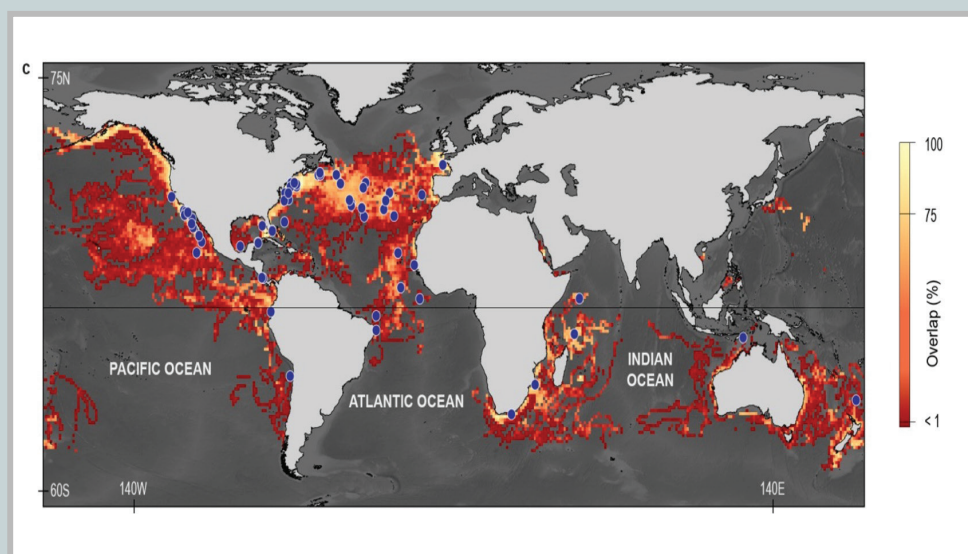 c
75N
100
75
Overlap (%)
PACIFIC OCEAN
INDIAN
OCEAN
ATLANTIC OCEAN
<1
60S
140W
140E